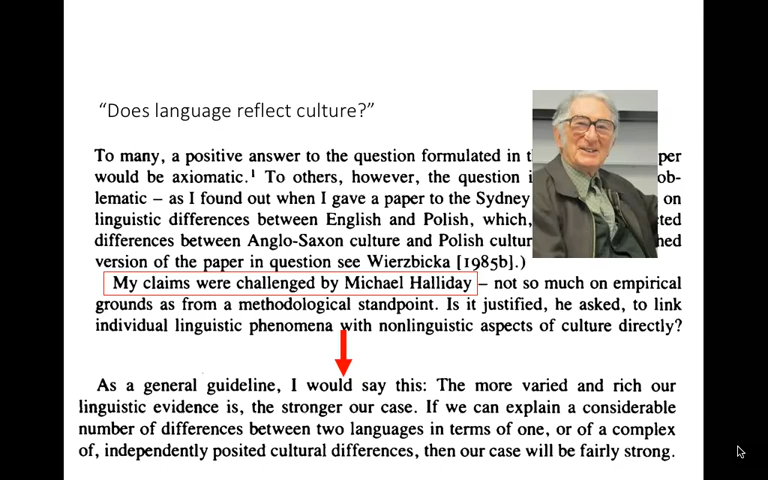 “Does language reflect culture?”
To many, a positive answer to the question formulated in t per
would be axiomatic.¹ To others, however, the question i ob-
lematic – as I found out when I gave a paper to the Sydney on
linguistic differences between English and Polish, which, cted
differences between Anglo-Saxon culture and Polish cultur hed
version of the paper in question see Wierzbicka [1985b].)
My claims were challenged by Michael Halliday – not so much on empirical
grounds as from a methodological standpoint. Is it justified, he asked, to link
individual linguistic phenomena with nonlinguistic aspects of culture directly?
As a general guideline, I would say this: The more varied and rich our
linguistic evidence is, the stronger our case. If we can explain a considerable
number of differences between two languages in terms of one, or of a complex
of, independently posited cultural differences, then our case will be fairly strong.